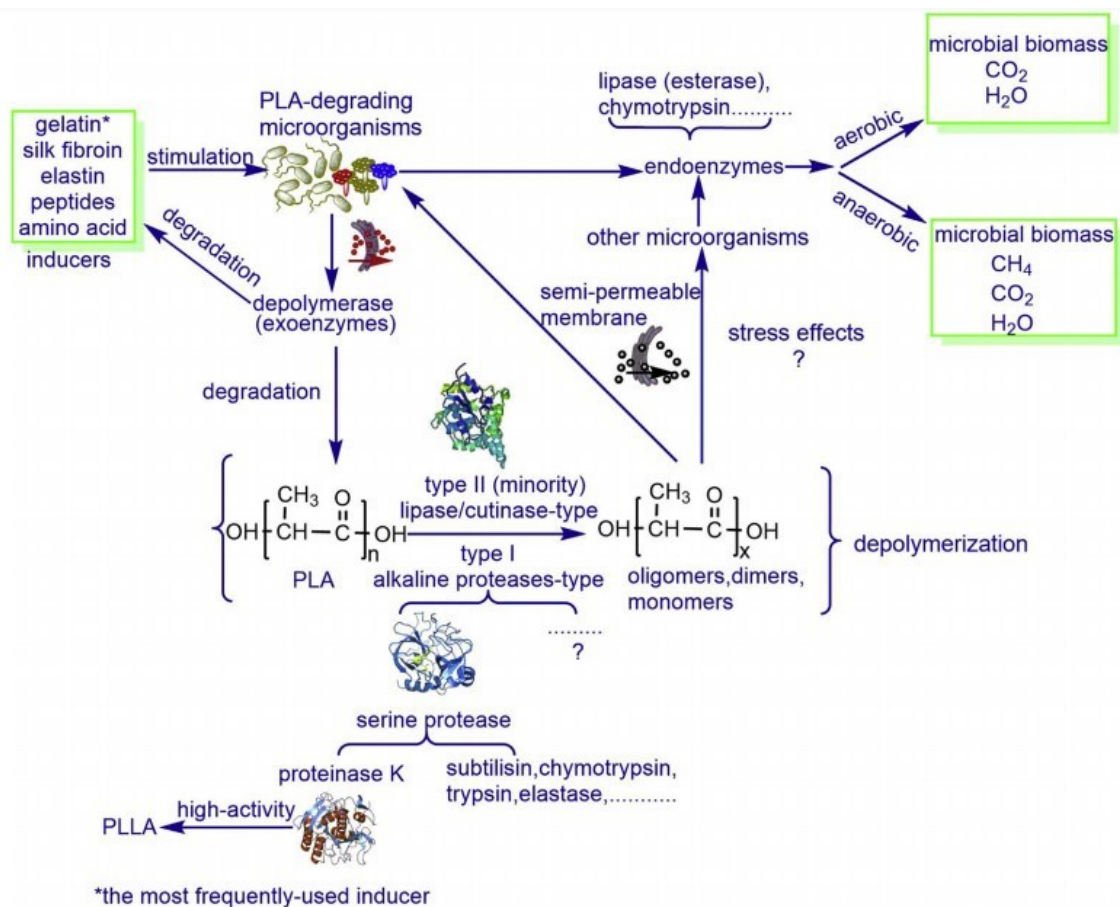 microbial biomass
CO2
H2O
lipase (esterase),
chymotrypsin..........
PLA-degrading
microorganisms
gelatin*
silk fibroin
elastin
peptides
amino acid
inducers
stimulation
endoenzymes
aerobic
anaerobic
microbial biomass
CH4
CO2
H2O
other microorganisms
degradation
depolymerase
(exoenzymes)
semi-permeable
membrane
stress effects
?
degradation
CH3 O
OH [ CH — C ]n OH
PLA
type II (minority)
lipase/cutinase-type
type I
alkaline proteases-type
CH3 O
OH [ CH — C ]x OH
oligomers,dimers,
monomers
depolymerization
.........
?
serine protease
proteinase K
subtilisin,chymotrypsin,
trypsin,elastase,...........
high-activity
PLLA
*the most frequently-used inducer